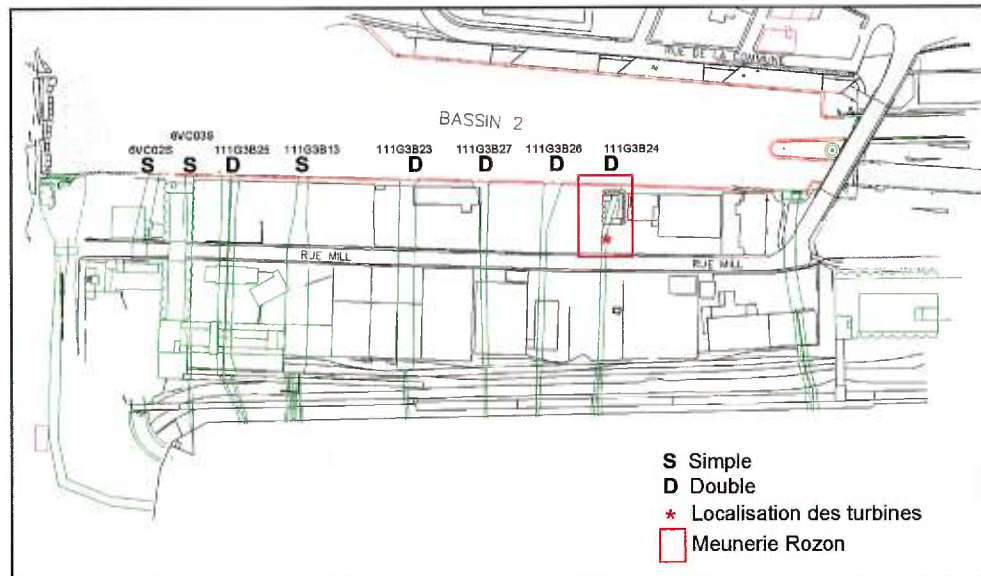 RUE DE LA COMMUNE
BASSIN 2
6VC02S 6VC03S 111G3B25 111G3B13 111G3B23 111G3B27 111G3B26 111G3B24
S S D S D D D D
RUE MILL RUE MILL
S Simple
D Double
* Localisation des turbines
Meunerie Rozon